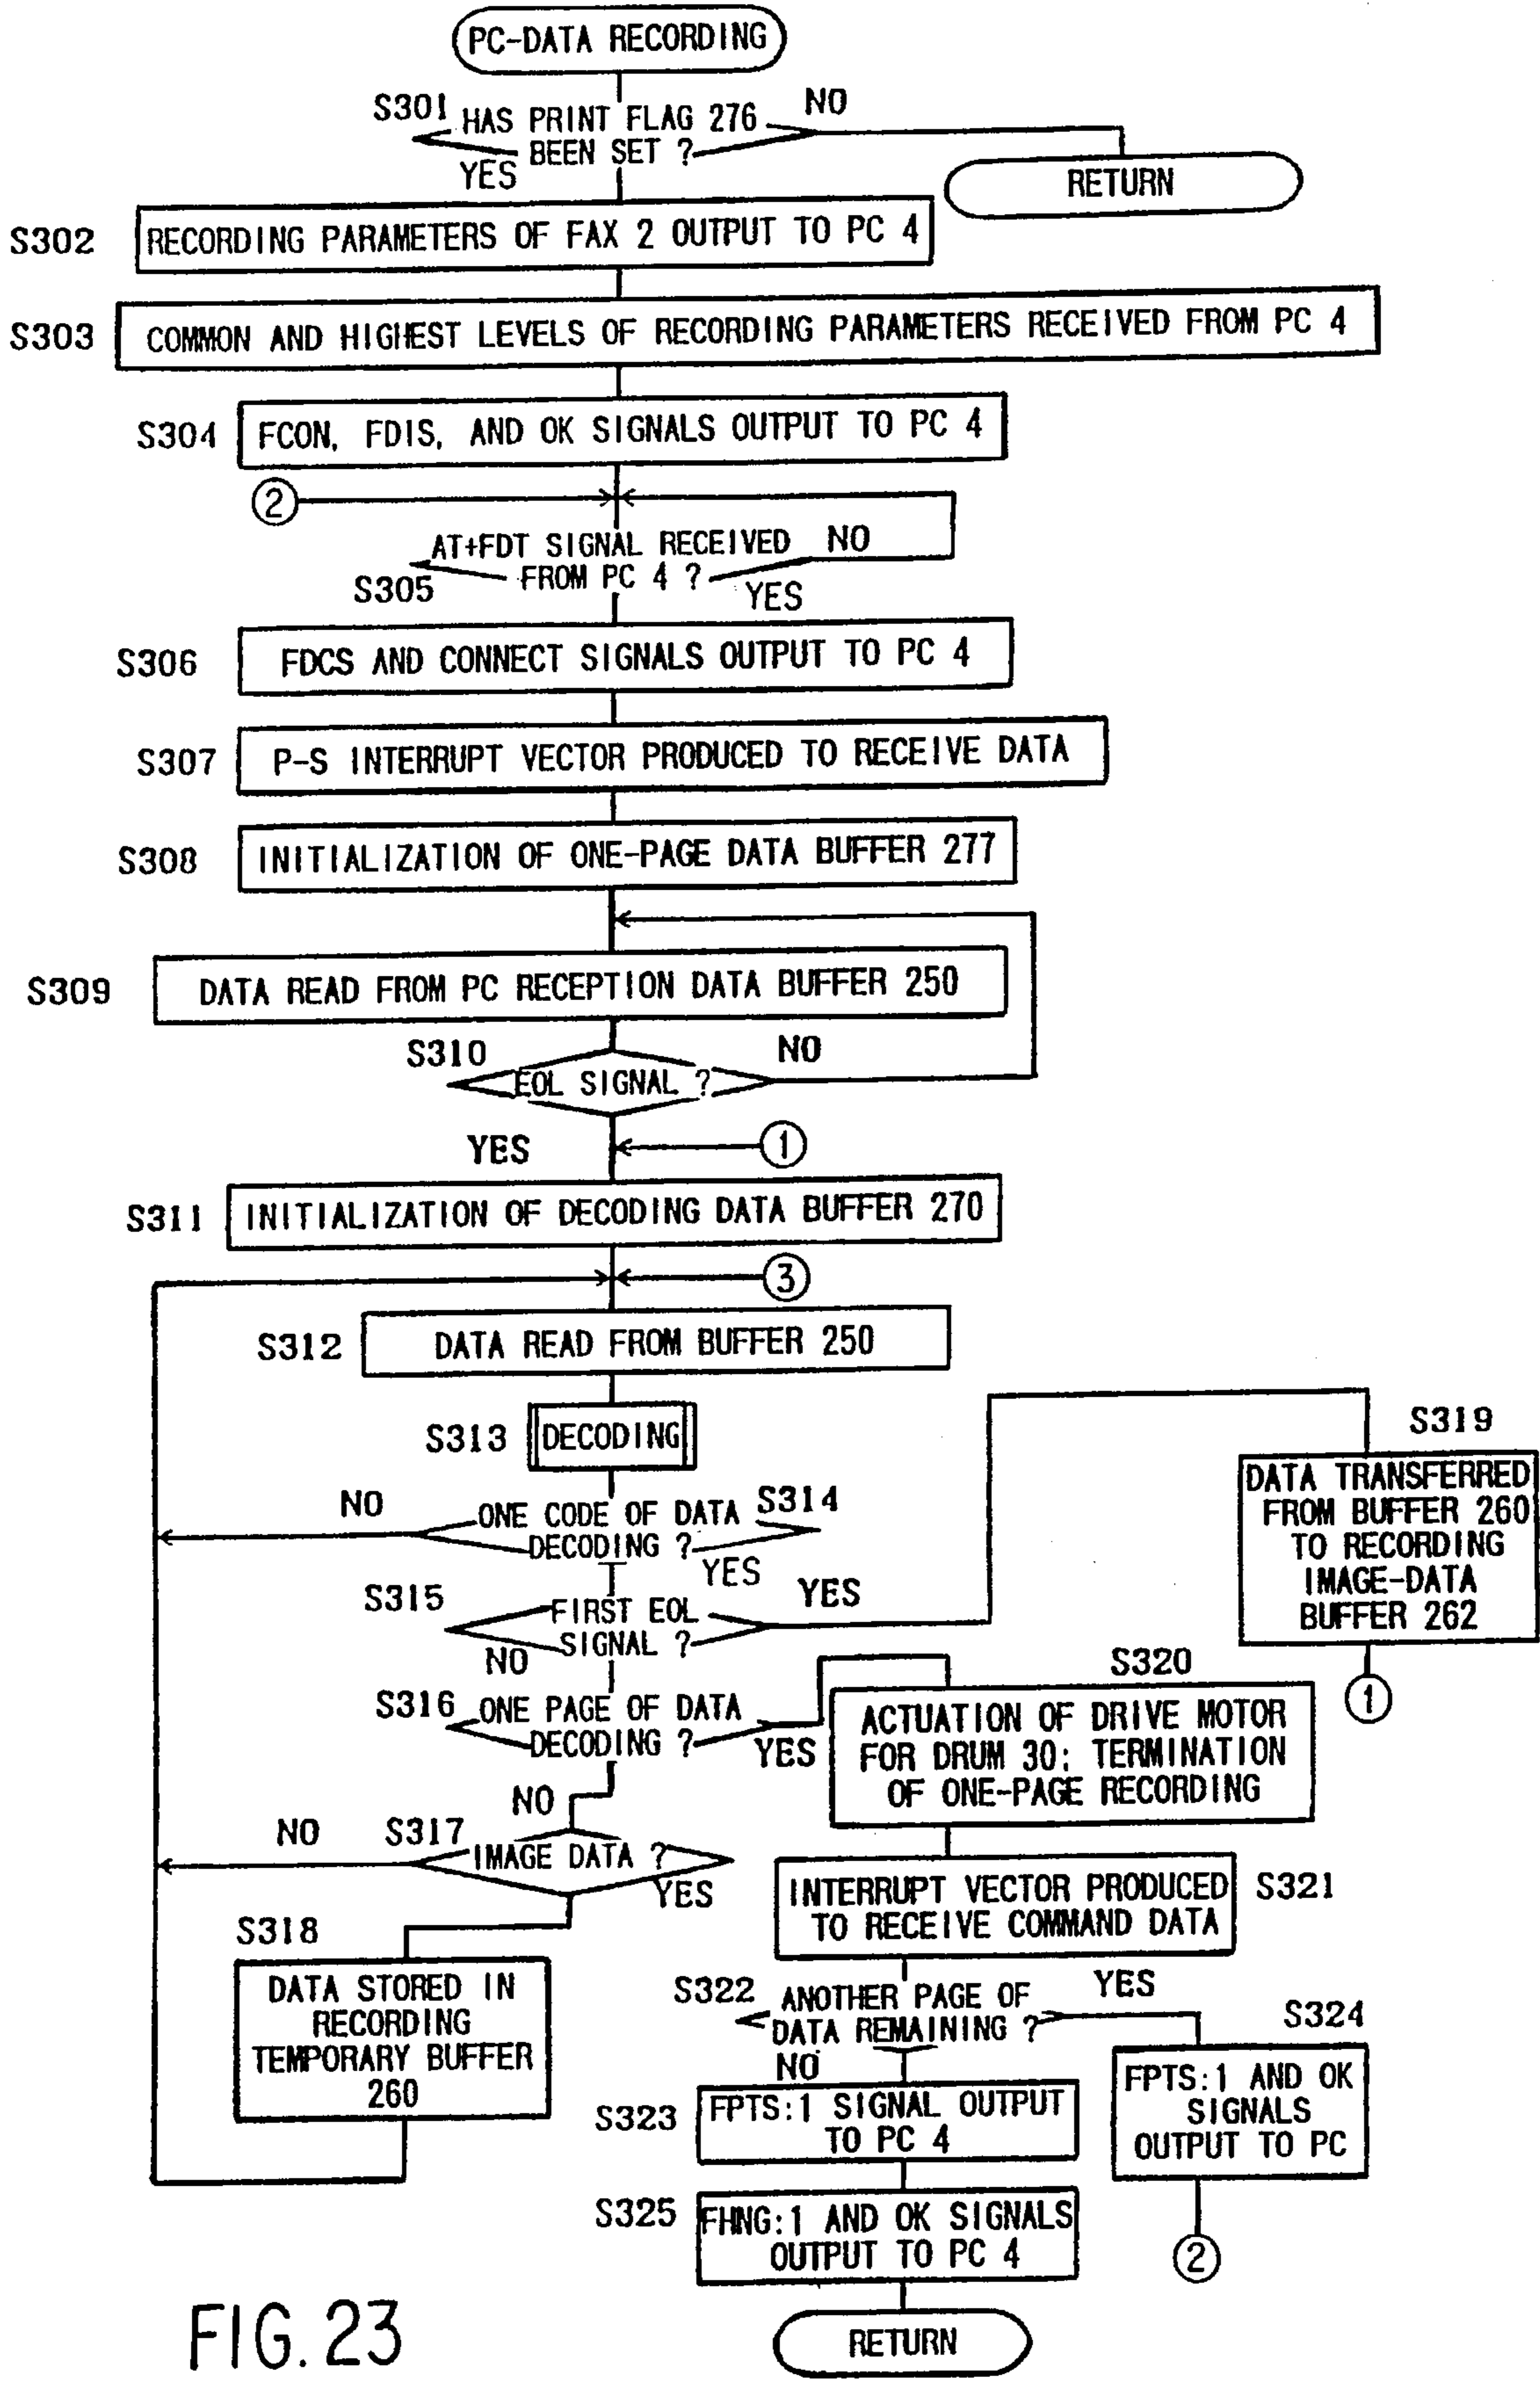 PC-DATA RECORDING
S301
HAS PRINT FLAG 276
BEEN SET ?
NO
YES
RETURN
S302
RECORDING PARAMETERS OF FAX 2 OUTPUT TO PC 4
S303
COMMON AND HIGHEST LEVELS OF RECORDING PARAMETERS RECEIVED FROM PC 4
S304
FCON, FDIS, AND OK SIGNALS OUTPUT TO PC 4
2
AT+FDT SIGNAL RECEIVED
FROM PC 4 ?
NO
S305
YES
S306
FDCS AND CONNECT SIGNALS OUTPUT TO PC 4
S307
P-S INTERRUPT VECTOR PRODUCED TO RECEIVE DATA
S308
INITIALIZATION OF ONE-PAGE DATA BUFFER 277
S309
DATA READ FROM PC RECEPTION DATA BUFFER 250
S310
EOL SIGNAL ?
NO
YES
1
S311
INITIALIZATION OF DECODING DATA BUFFER 270
3
S312
DATA READ FROM BUFFER 250
S313
DECODING
NO
ONE CODE OF DATA
DECODING ?
S314
YES
S315
FIRST EOL
SIGNAL ?
YES
NO
S319
DATA TRANSFERRED
FROM BUFFER 260
TO RECORDING
IMAGE-DATA
BUFFER 262
1
S316
ONE PAGE OF DATA
DECODING ?
YES
NO
S320
ACTUATION OF DRIVE MOTOR
FOR DRUM 30; TERMINATION
OF ONE-PAGE RECORDING
NO
S317
IMAGE DATA ?
YES
S318
DATA STORED IN
RECORDING
TEMPORARY BUFFER
260
INTERRUPT VECTOR PRODUCED
TO RECEIVE COMMAND DATA
S321
S322
ANOTHER PAGE OF
DATA REMAINING ?
YES
NO
S324
FPTS:1 AND OK
SIGNALS
OUTPUT TO PC
2
S323
FPTS:1 SIGNAL OUTPUT
TO PC 4
S325
FHNG:1 AND OK SIGNALS
OUTPUT TO PC 4
RETURN
FIG. 23